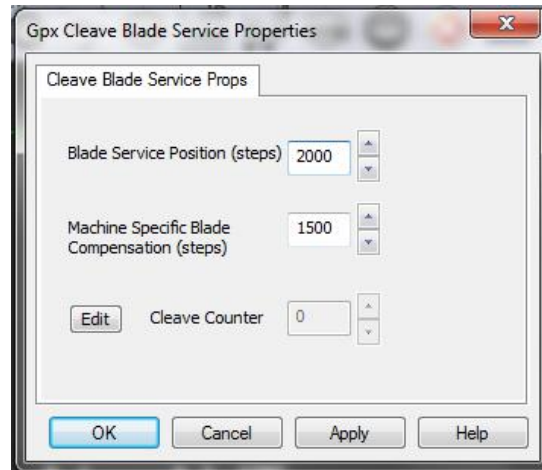 Gpx Cleave Blade Service Properties
Cleave Blade Service Props
Blade Service Position (steps) 2000
Machine Specific Blade
Compensation (steps) 1500
Edit Cleave Counter 0
OK Cancel Apply Help